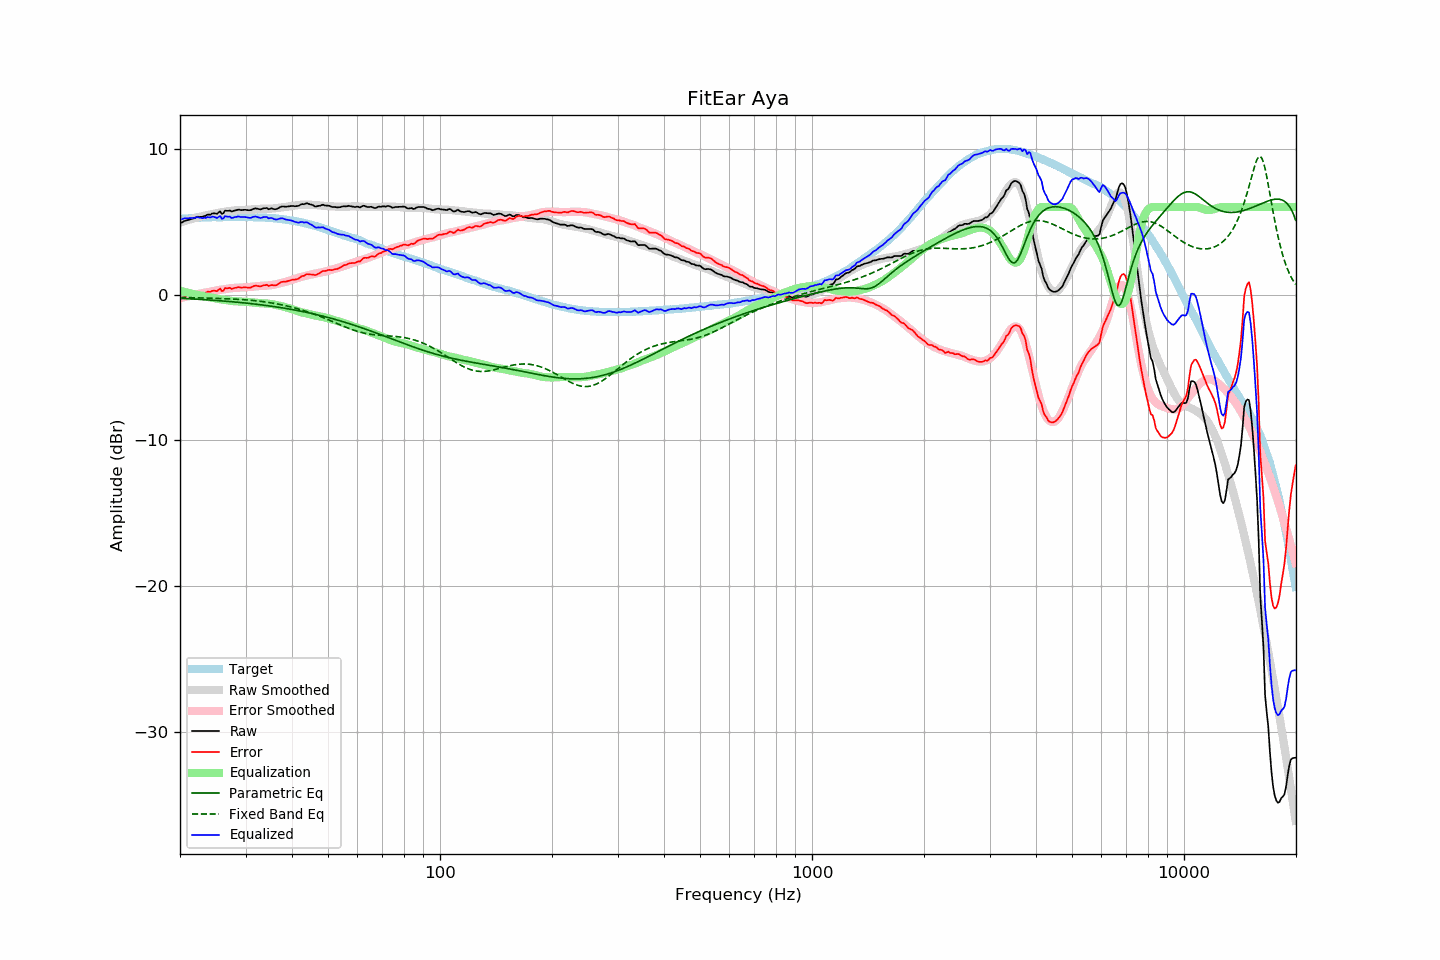 FitEar Aya
10
0
−10
−20
−30
Amplitude (dBr)
100
1000
10000
Frequency (Hz)
Target
Raw Smoothed
Error Smoothed
Raw
Error
Equalization
Parametric Eq
Fixed Band Eq
Equalized